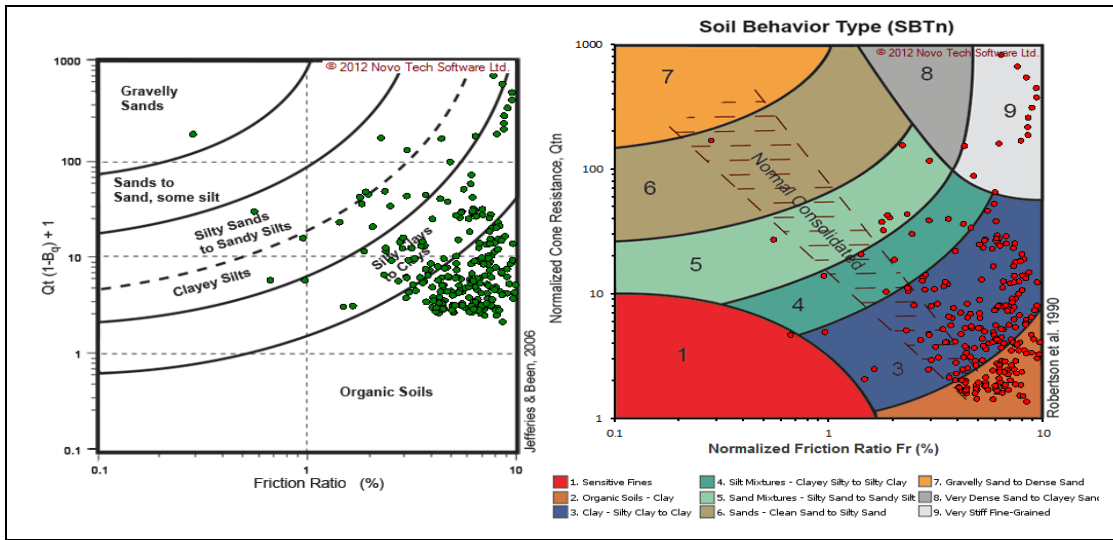 © 2012 Novo Tech Software Ltd.
Gravelly
Sands
Sands to
Sand, some silt
Silty Sands
to Sandy Silts
Clayey Silts
Silty Clays
to Clays
Organic Soils
Qt (1-Bq) + 1
1000
100
10
1
0.1
0.1
1
10
Friction Ratio (%)
Jefferies & Been, 2006
Soil Behavior Type (SBTn)
© 2012 Novo Tech Software Ltd.
Normalized Cone Resistance, Qtn
1000
100
10
1
0.1
1
10
7
8
9
6
5
4
3
1
Normal Consolidated
Normalized Friction Ratio Fr (%)
Robertson et al. 1990
1. Sensitive Fines
2. Organic Soils - Clay
3. Clay - Silty Clay to Clay
4. Silt Mixtures - Clayey Silty to Silty Clay
5. Sand Mixtures - Silty Sand to Sandy Silt
6. Sands - Clean Sand to Silty Sand
7. Gravelly Sand to Dense Sand
8. Very Dense Sand to Clayey Sand
9. Very Stiff Fine-Grained